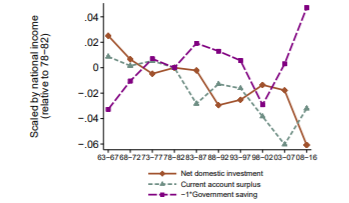 Scaled by national income
(relative to 78−82)
.04
.02
0
−.02
−.04
−.06
63−67 68−72 73−77 78−82 83−87 88−92 93−97 98−02 03−07 08−16
Net domestic investment
Current account surplus
−1*Government saving